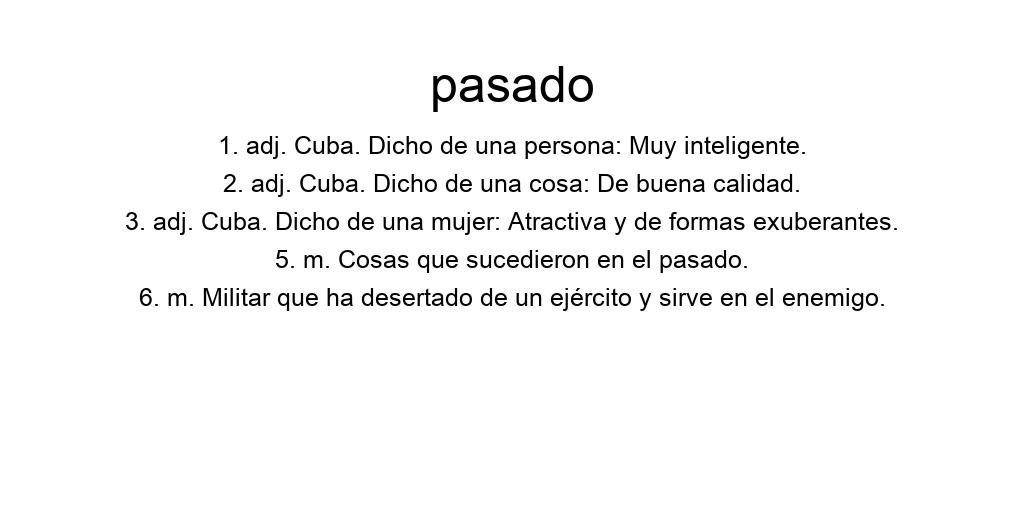 pasado
1. adj. Cuba. Dicho de una persona: Muy inteligente.
2. adj. Cuba. Dicho de una cosa: De buena calidad.
3. adj. Cuba. Dicho de una mujer: Atractiva y de formas exuberantes.
5. m. Cosas que sucedieron en el pasado.
6. m. Militar que ha desertado de un ejército y sirve en el enemigo.